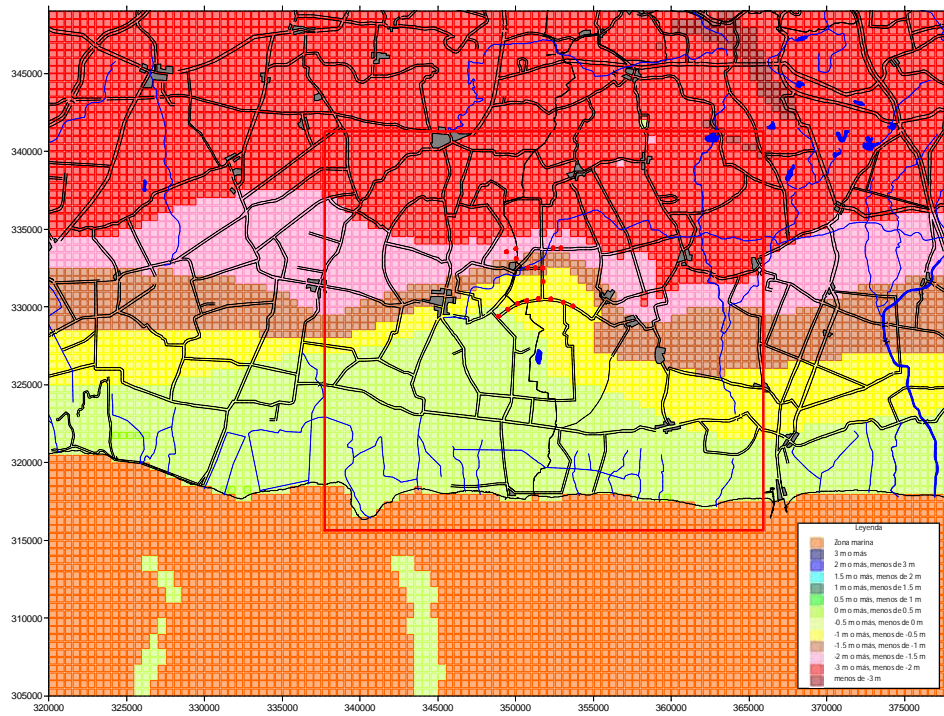 345000
340000
335000
330000
325000
320000
315000
310000
305000
320000 325000 330000 335000 340000 345000 350000 355000 360000 365000 370000 375000
Leyenda
Zona marina
3 m o más
2 m o más, menos de 3 m
1.5 m o más, menos de 2 m
1 m o más, menos de 1.5 m
0.5 m o más, menos de 1 m
0 m o más, menos de 0.5 m
-0.5 m o más, menos de 0 m
-1 m o más, menos de -0.5 m
-1.5 m o más, menos de -1 m
-2 m o más, menos de -1.5 m
-3 m o más, menos de -2 m
menos de -3 m